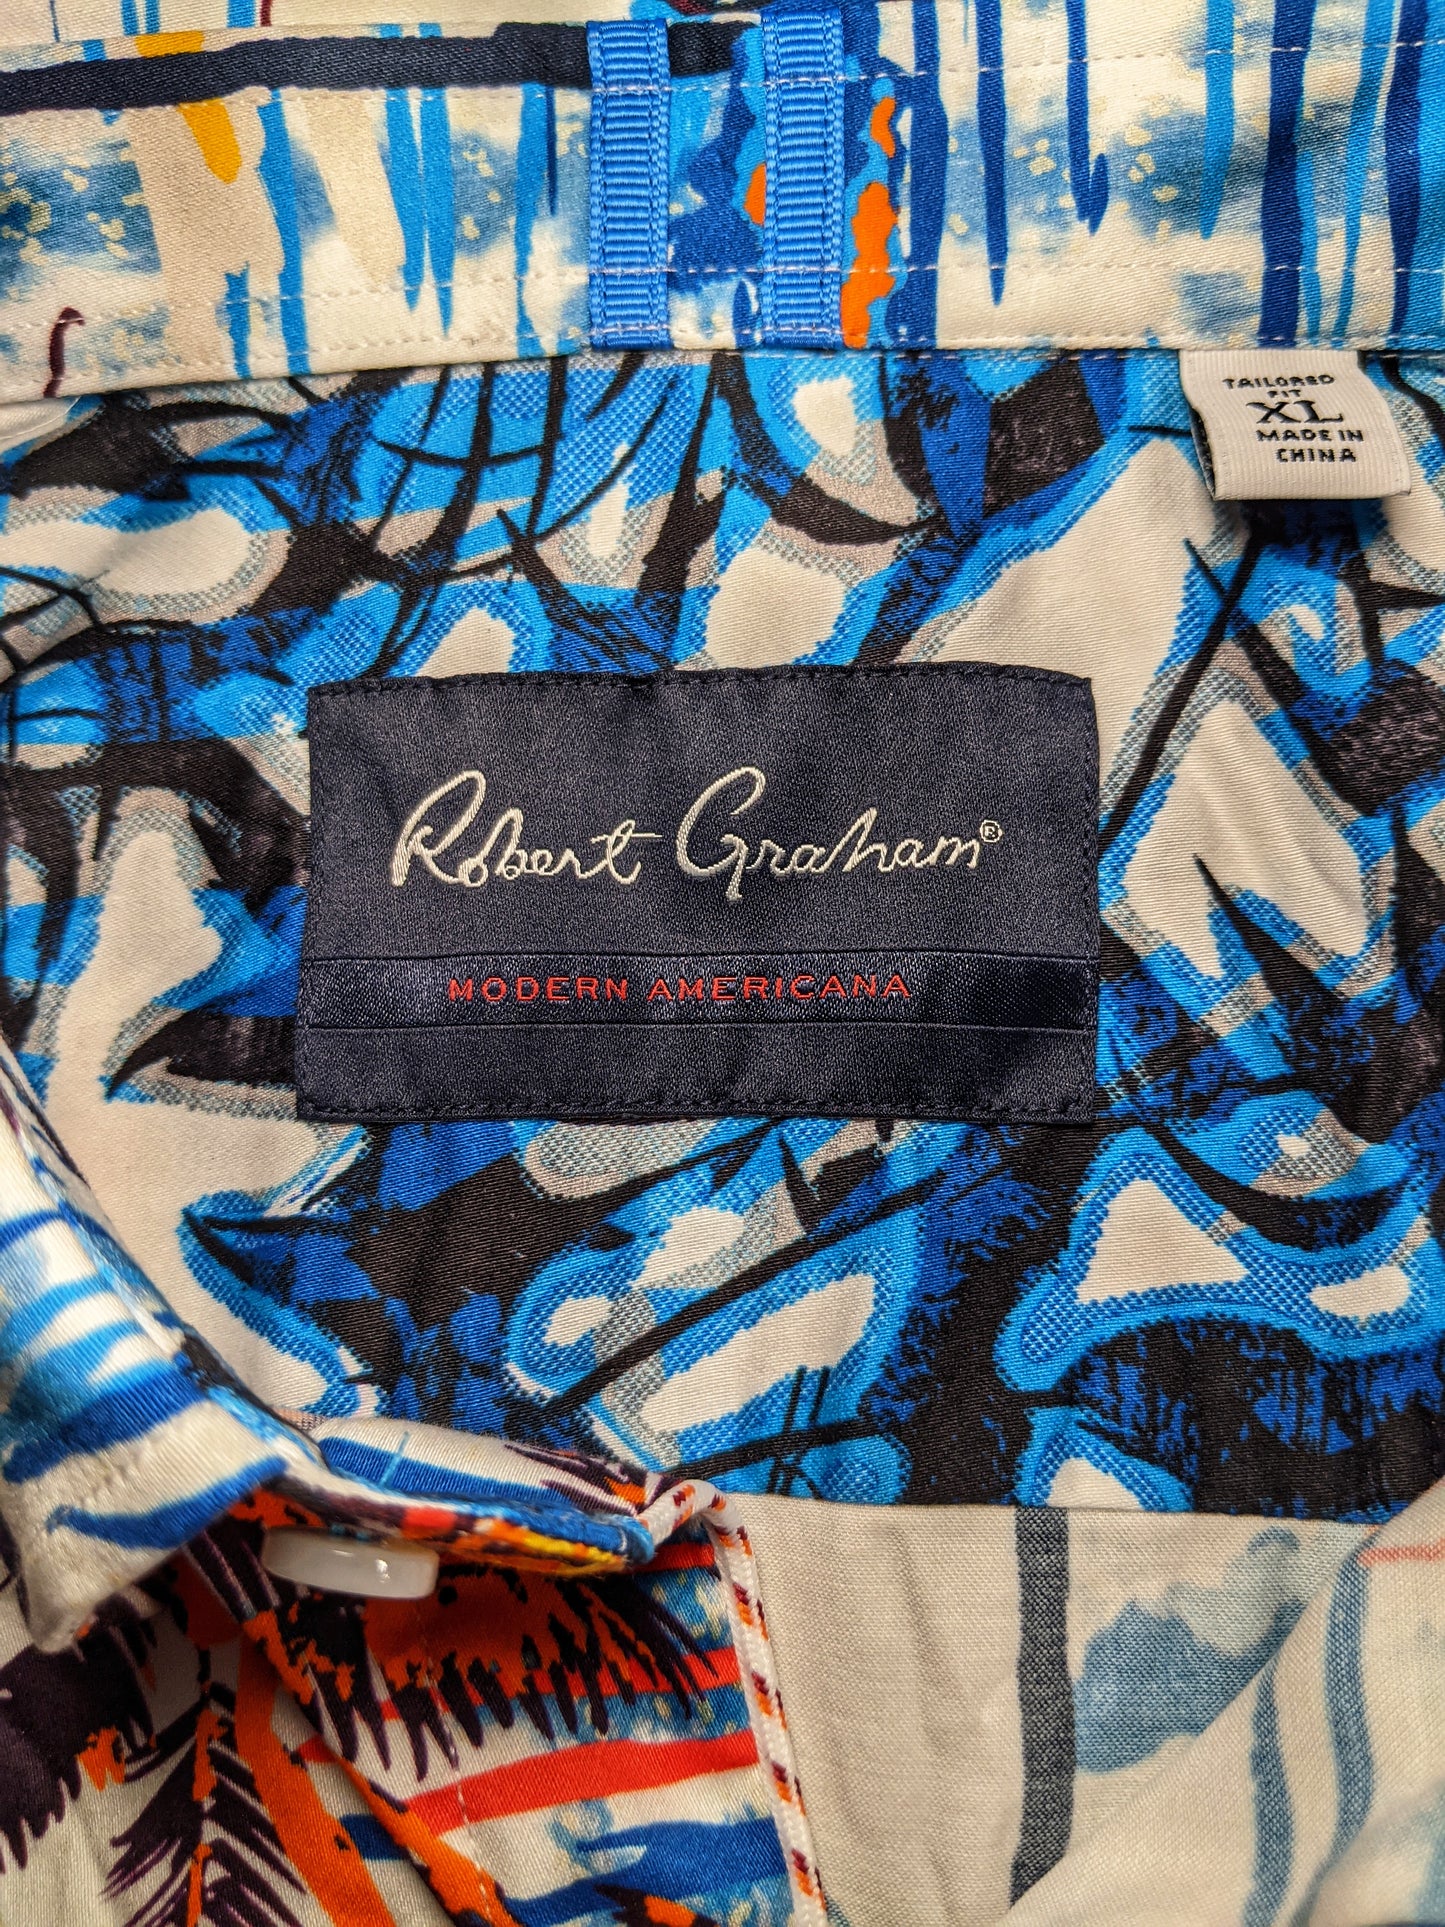 TAILORED
FIT
XL
MADE IN
CHINA
Robert Graham®
MODERN AMERICANA